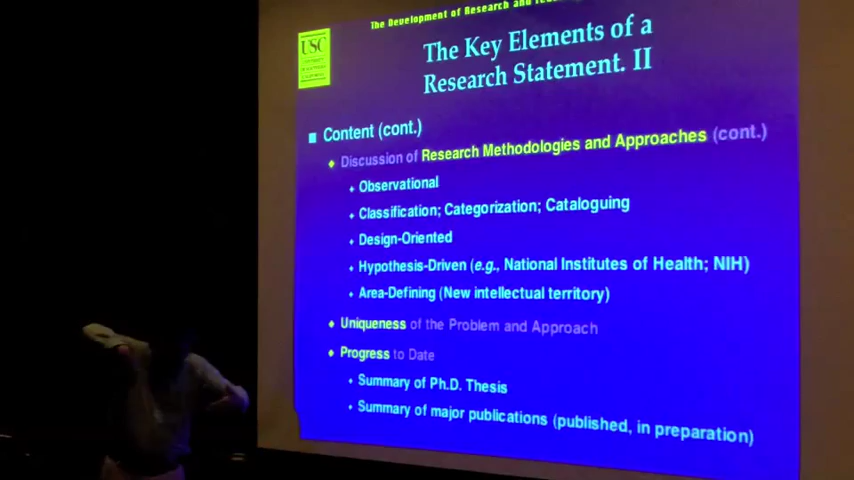 The Development of Research and
USC
The Key Elements of a
Research Statement. II
Content (cont.)
Discussion of Research Methodologies and Approaches (cont.)
Observational
Classification; Categorization; Cataloguing
Design-Oriented
Hypothesis-Driven (e.g., National Institutes of Health; NIH)
Area-Defining (New intellectual territory)
Uniqueness of the Problem and Approach
Progress to Date
Summary of Ph.D. Thesis
Summary of major publications (published, in preparation)